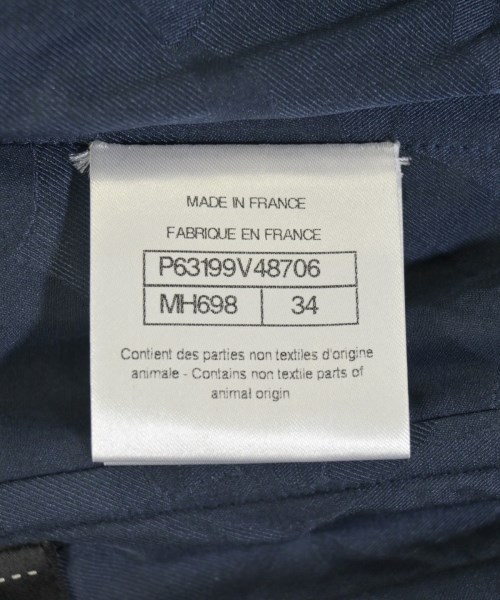 MADE IN FRANCE
FABRIQUE EN FRANCE
P63199V48706
MH698 34
Contient des parties non textiles d'origine
animale - Contains non textile parts of
animal origin